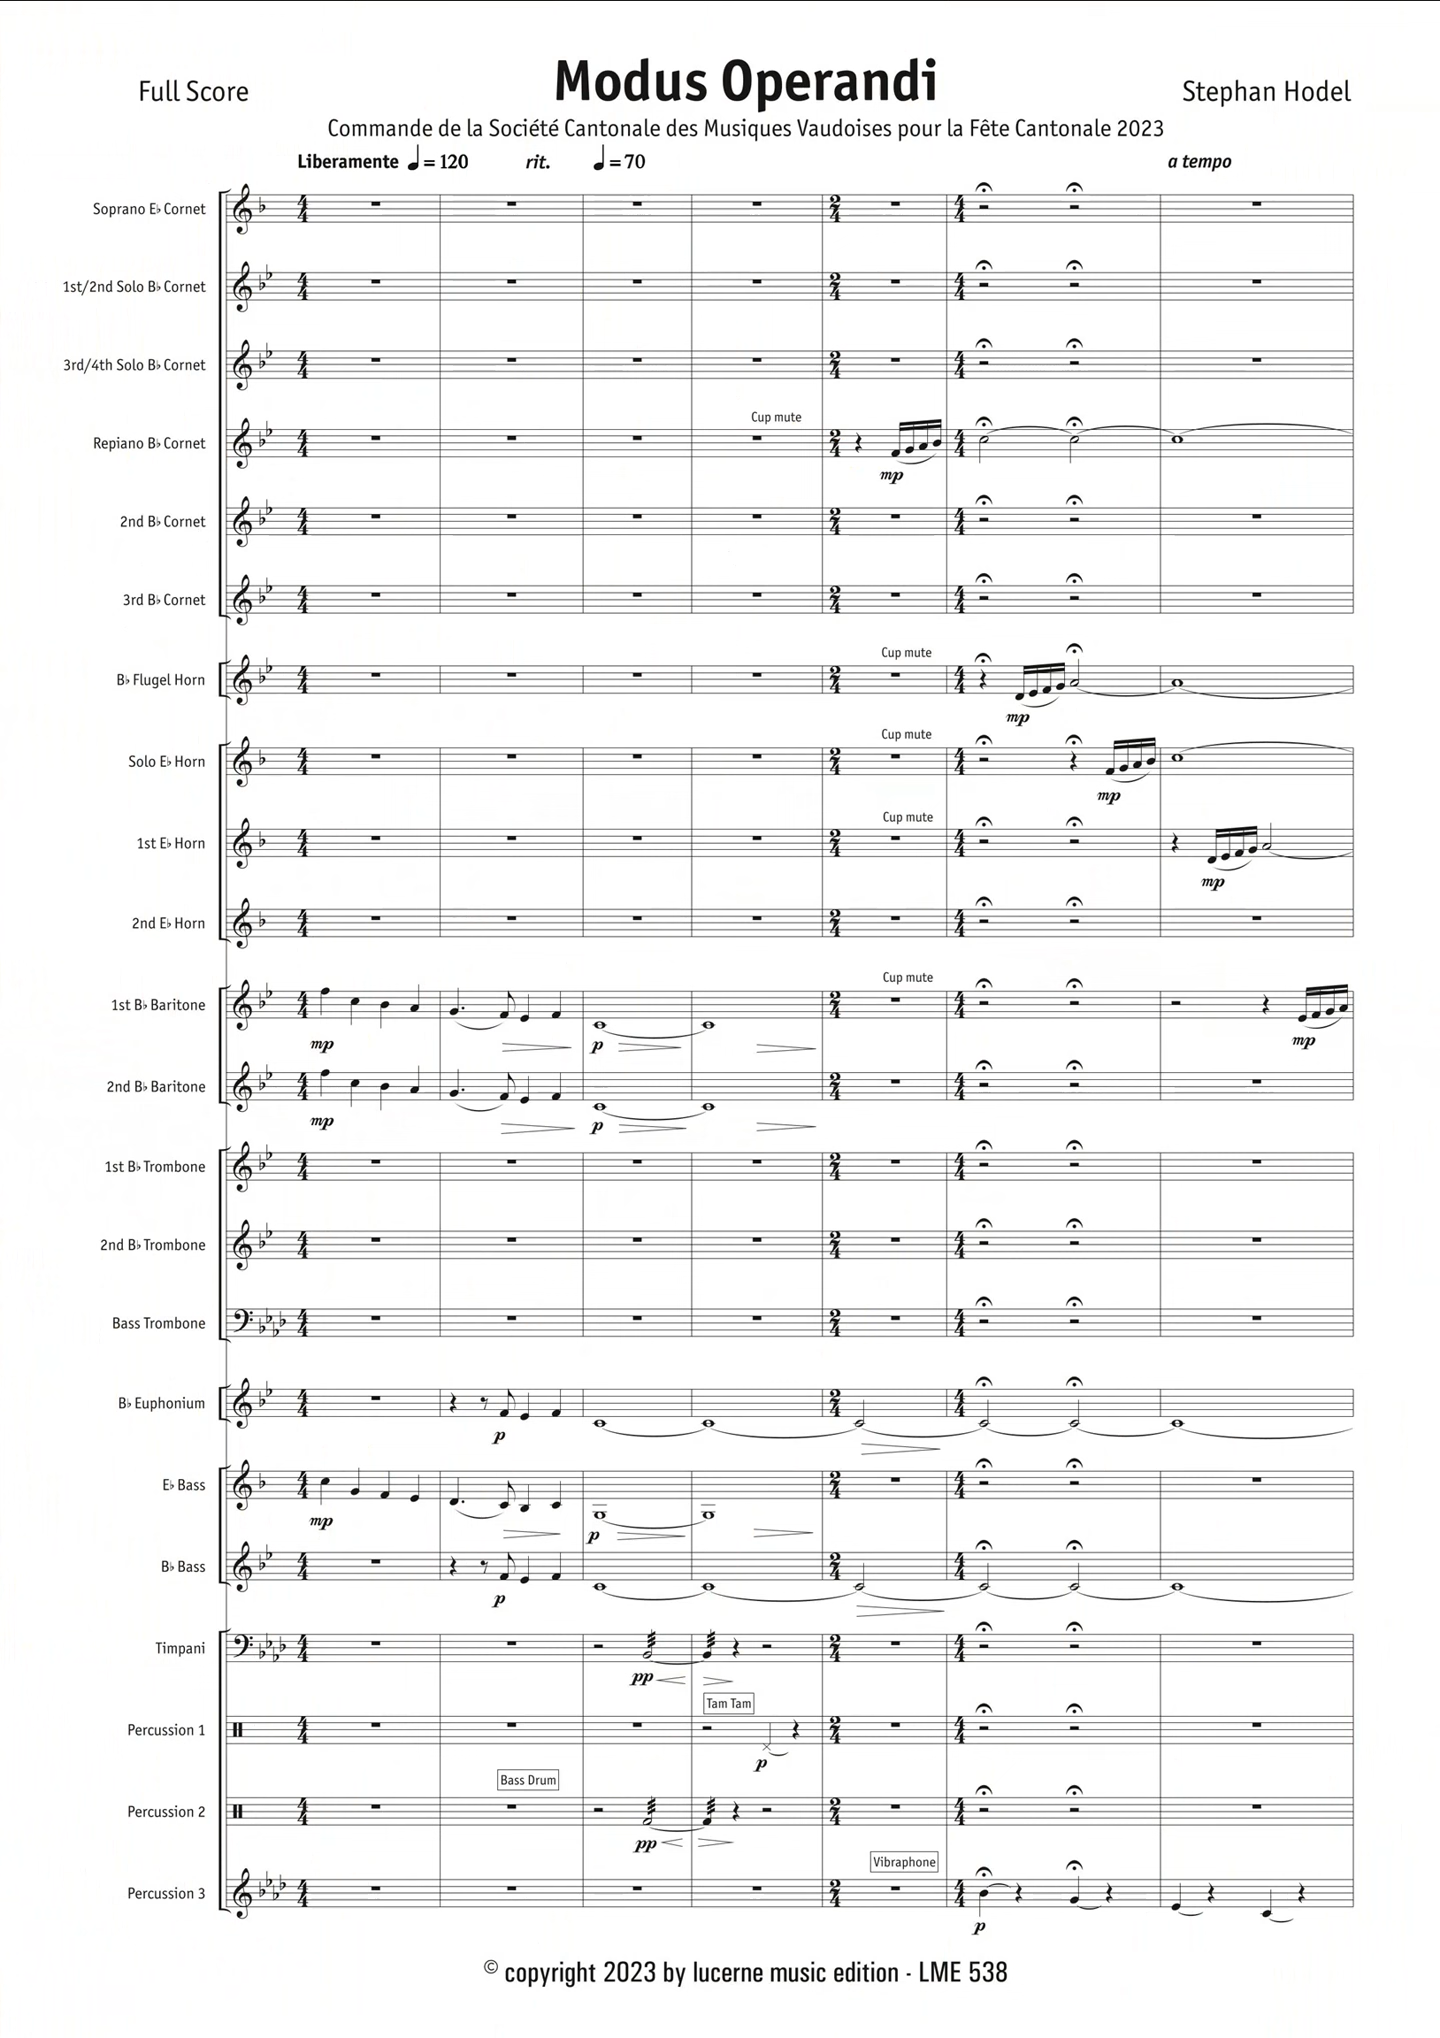 Full Score
Modus Operandi
Stephan Hodel
Commande de la Société Cantonale des Musiques Vaudoises pour la Fête Cantonale 2023
Liberamente ♩ = 120 rit. ♩ = 70 a tempo
Soprano E♭ Cornet
1st/2nd Solo B♭ Cornet
3rd/4th Solo B♭ Cornet
Cup mute
Repiano B♭ Cornet
mp
2nd B♭ Cornet
3rd B♭ Cornet
Cup mute
B♭ Flugel Horn
mp
Cup mute
Solo E♭ Horn
mp
Cup mute
1st E♭ Horn
mp
2nd E♭ Horn
Cup mute
1st B♭ Baritone
mp p mp
2nd B♭ Baritone
mp p
1st B♭ Trombone
2nd B♭ Trombone
Bass Trombone
B♭ Euphonium
p
E♭ Bass
mp p
B♭ Bass
p
Timpani
pp
Tam Tam
Percussion 1
p
Bass Drum
Percussion 2
pp
Vibraphone
Percussion 3
p
© copyright 2023 by lucerne music edition - LME 538